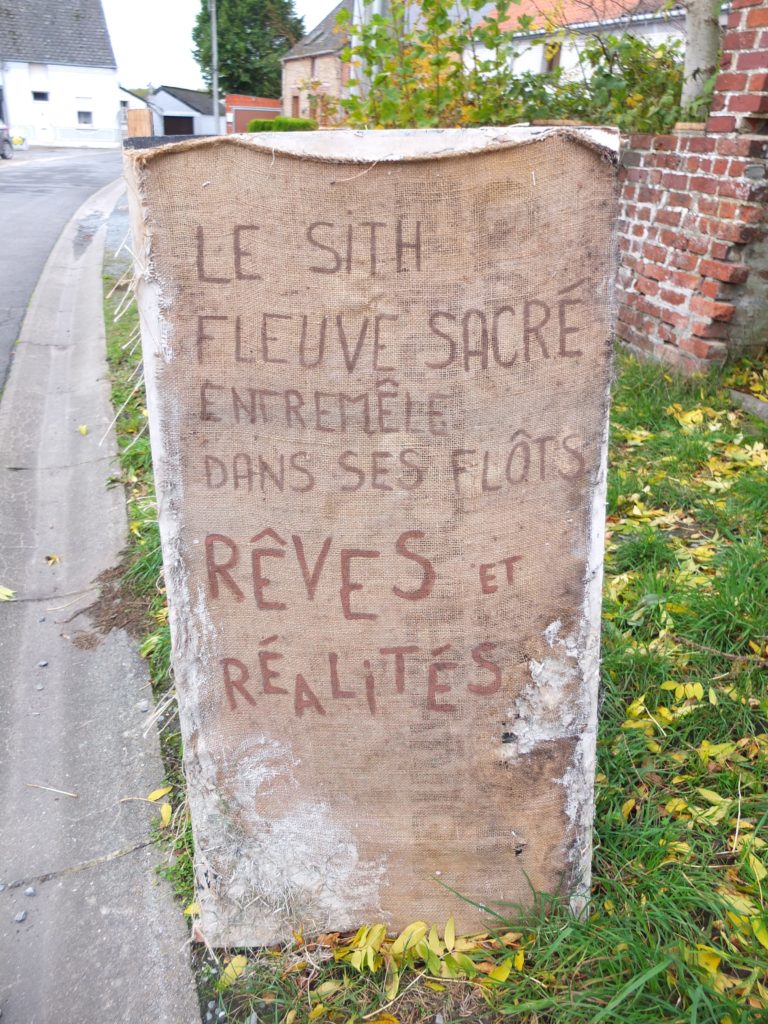 LE SiTH
FLEUVE SACRÉ
ENTREMÊLE
DANS SES FLÔTS
RÊVES ET
RÉALiTÉS